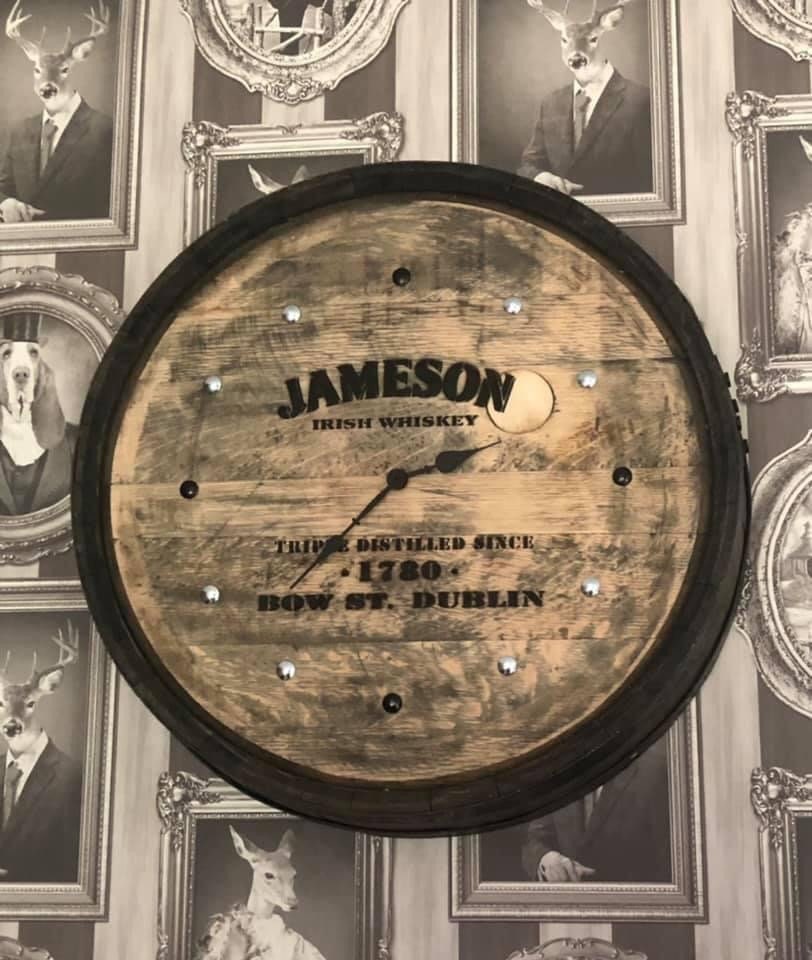 JAMESON
IRISH WHISKEY
TRIPLE DISTILLED SINCE
· 1780 ·
BOW ST. DUBLIN